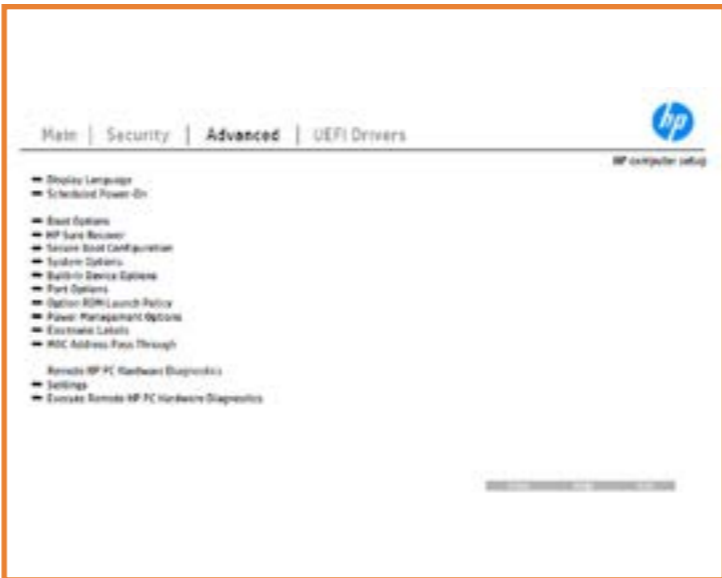 Main | Security | Advanced | UEFI Drivers
hp
HP computer setup
Display Language
Scheduled Power-On
Boot Options
HP Sure Recover
Secure Boot Configuration
System Options
Built-In Device Options
Port Options
Option ROM Launch Policy
Power Management Options
Electronic Labels
MAC Address Pass Through
Remote HP PC Hardware Diagnostics
Settings
Execute Remote HP PC Hardware Diagnostics